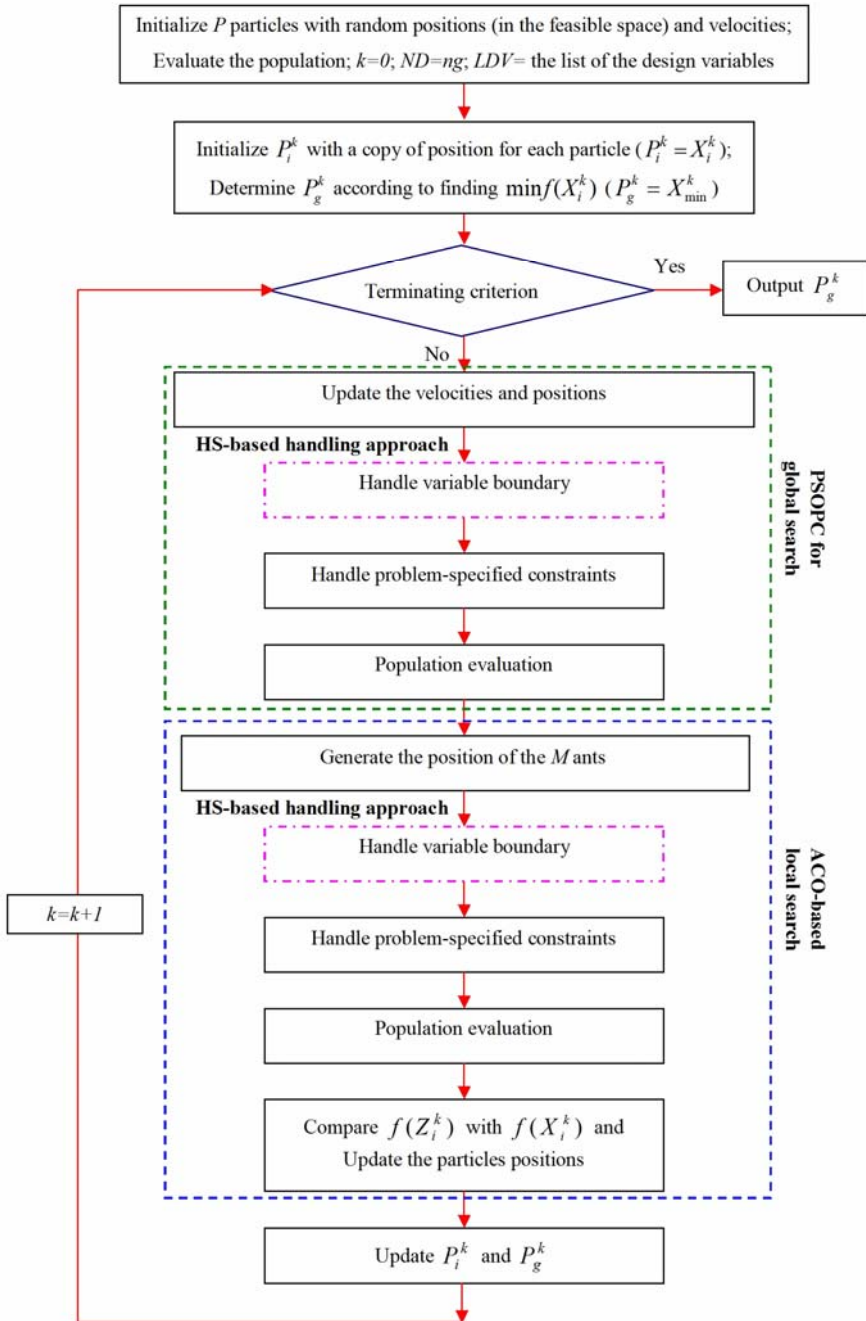 Initialize P particles with random positions (in the feasible space) and velocities;
Evaluate the population; k=0; ND=ng; LDV= the list of the design variables
Initialize P_i^k with a copy of position for each particle (P_i^k = X_i^k);
Determine P_g^k according to finding min f(X_i^k) (P_g^k = X_min^k)
Terminating criterion
Yes
Output P_g^k
No
Update the velocities and positions
HS-based handling approach
Handle variable boundary
Handle problem-specified constraints
Population evaluation
PSOPC for
global search
Generate the position of the M ants
HS-based handling approach
Handle variable boundary
Handle problem-specified constraints
Population evaluation
Compare f(Z_i^k) with f(X_i^k) and
Update the particles positions
ACO-based
local search
k=k+1
Update P_i^k and P_g^k